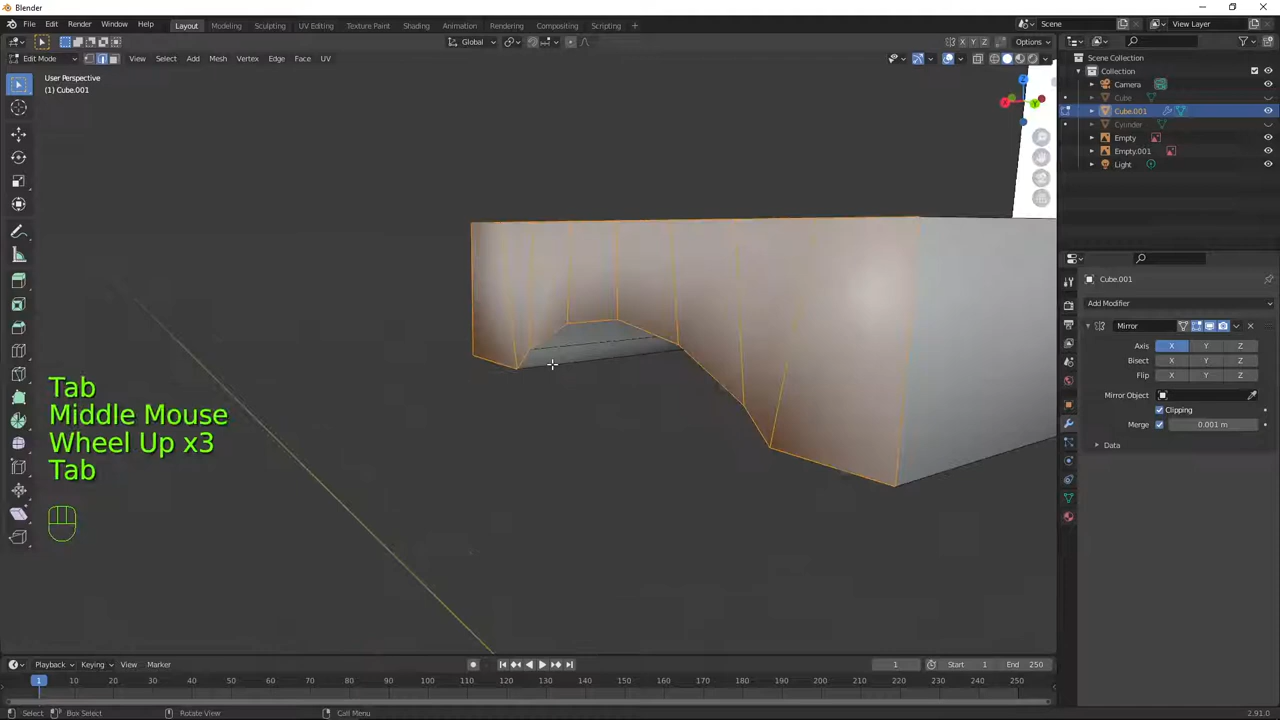 Blender
File Edit Render Window Help Layout Modeling Sculpting UV Editing Texture Paint Shading Animation Rendering Compositing Scripting + Scene View Layer
Global X Y Z Options
Edit Mode View Select Add Mesh Vertex Edge Face UV
User Perspective
(1) Cube.001
Scene Collection
Collection
Camera
Cube
Cube.001
Cylinder
Empty
Empty.001
Light
Cube.001
Add Modifier
Mirror
Axis X Y Z
Bisect X Y Z
Flip X Y Z
Mirror Object
Clipping
Merge 0.001 m
Data
Tab
Middle Mouse
Wheel Up x3
Tab
Playback Keying View Marker 1 Start 1 End 250
1 10 20 30 40 50 60 70 80 90 100 110 120 130 140 150 160 170 180 190 200 210 220 230 240 250
Select Box Select Rotate View Call Menu 2.91.0